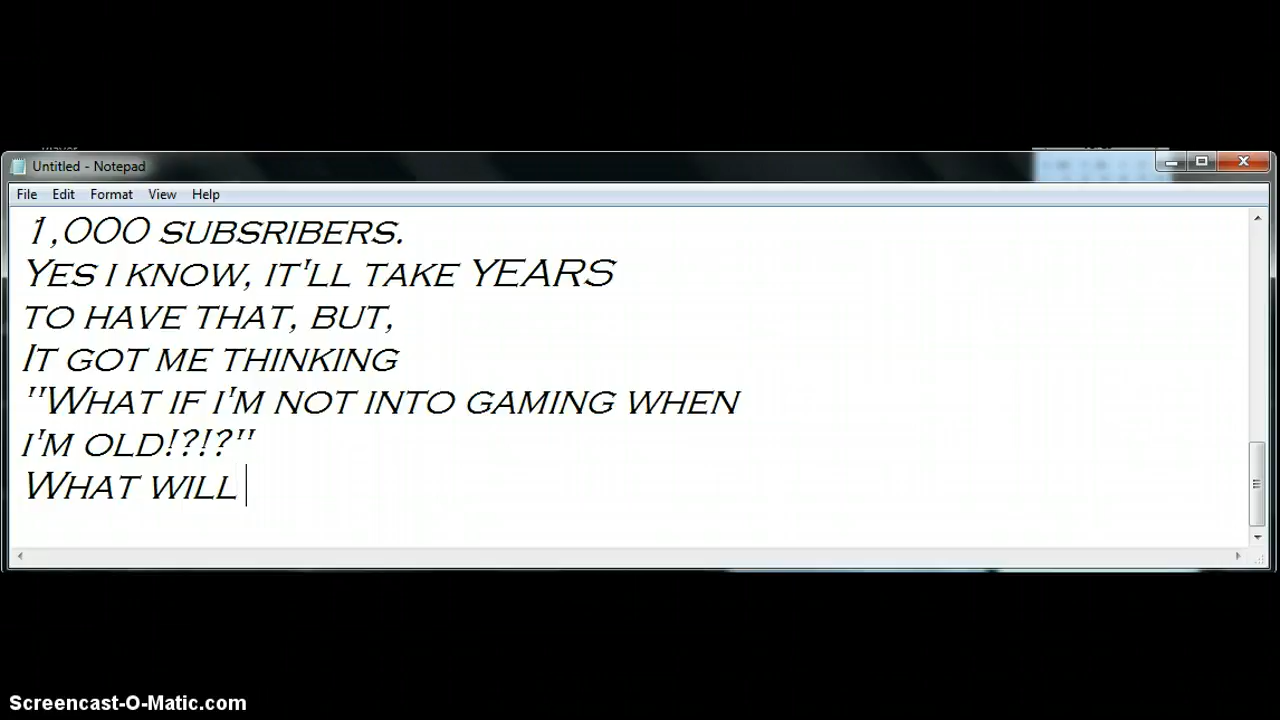 Untitled - Notepad
File Edit Format View Help
1,000 SUBSRIBERS.
YES I KNOW, IT'LL TAKE YEARS
TO HAVE THAT, BUT,
IT GOT ME THINKING
"WHAT IF I'M NOT INTO GAMING WHEN
I'M OLD!?!?"
WHAT WILL
Screencast-O-Matic.com